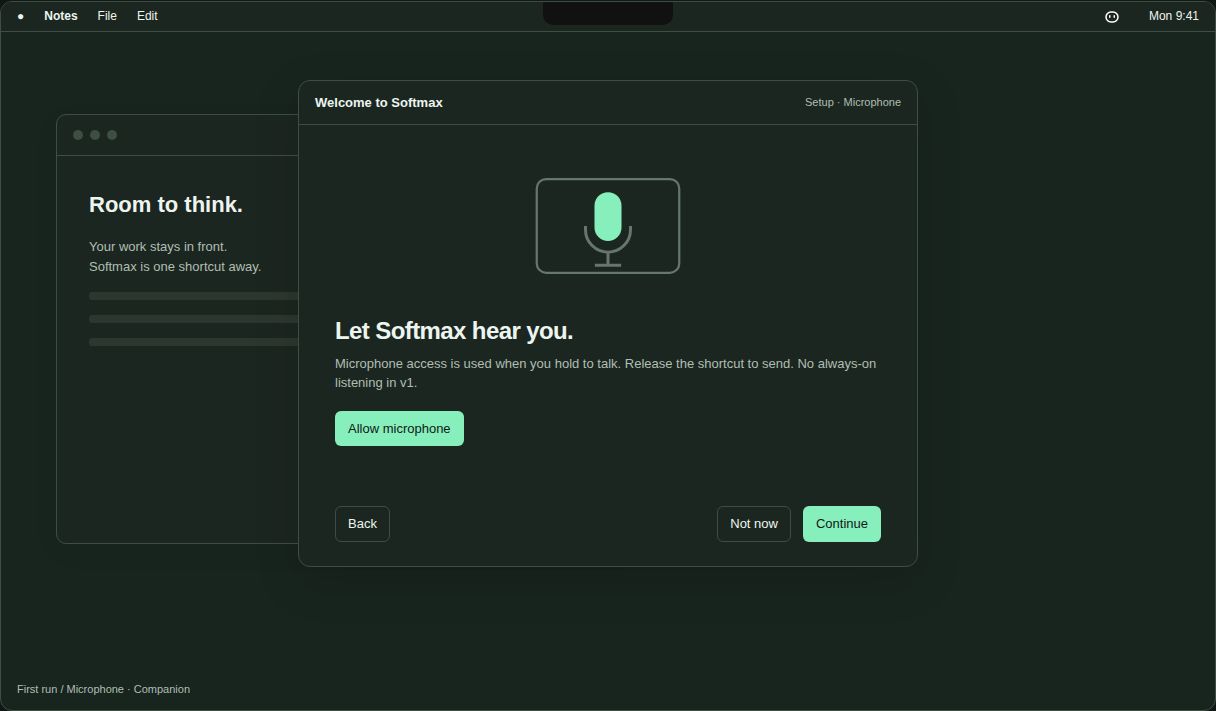 Notes File Edit
Mon 9:41
Welcome to Softmax
Setup · Microphone
Room to think.
Your work stays in front.
Softmax is one shortcut away.
Let Softmax hear you.
Microphone access is used when you hold to talk. Release the shortcut to send. No always-on
listening in v1.
Allow microphone
Back
Not now
Continue
First run / Microphone · Companion